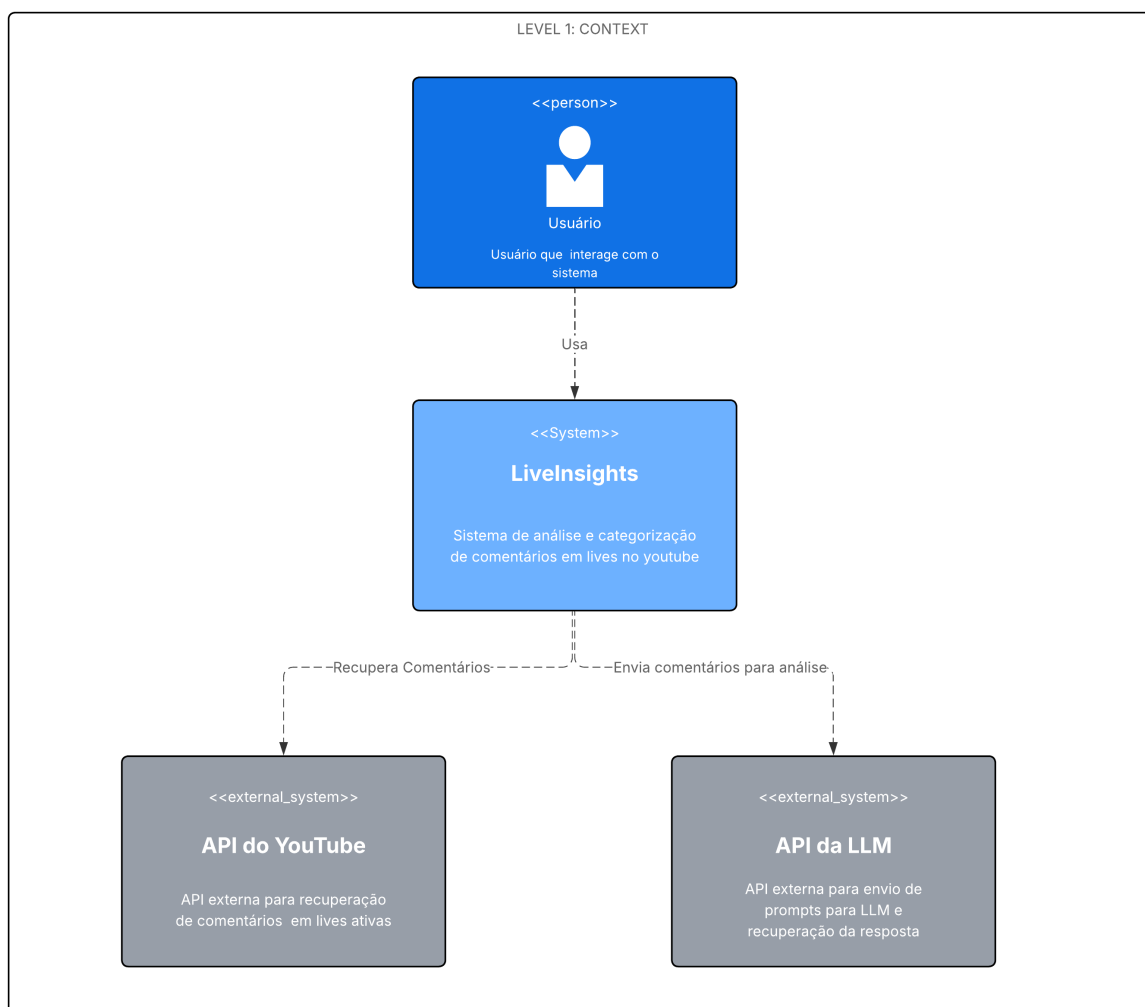 LEVEL 1: CONTEXT
<<person>>
Usuário
Usuário que  interage com o
sistema
Usa
<<System>>
LiveInsights
Sistema de análise e categorização
de comentários em lives no youtube
Recupera Comentários
Envia comentários para análise
<<external_system>>
API do YouTube
API externa para recuperação
de comentários  em lives ativas
<<external_system>>
API da LLM
API externa para envio de
prompts para LLM e
recuperação da resposta